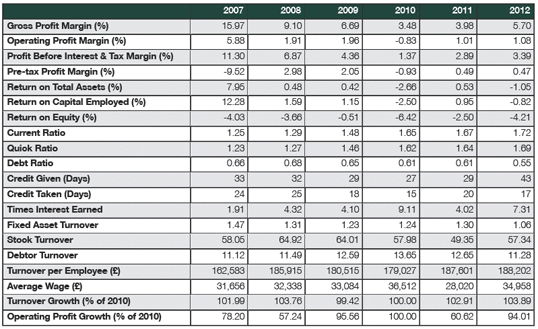 2007 2008 2009 2010 2011 2012
Gross Profit Margin (%) 15.97 9.10 6.69 3.48 3.98 5.70
Operating Profit Margin (%) 5.88 1.91 1.96 -0.83 1.01 1.08
Profit Before Interest & Tax Margin (%) 11.30 6.87 4.36 1.37 2.89 3.39
Pre-tax Profit Margin (%) -9.52 2.98 2.05 -0.93 0.49 0.47
Return on Total Assets (%) 7.95 0.48 0.42 -2.66 0.53 -1.05
Return on Capital Employed (%) 12.28 1.59 1.15 -2.50 0.95 -0.82
Return on Equity (%) -4.03 -3.66 -0.51 -6.42 -2.50 -4.21
Current Ratio 1.25 1.29 1.48 1.65 1.67 1.72
Quiok Ratio 1.23 1.27 1.46 1.62 1.64 1.69
Debt Ratio 0.66 0.68 0.65 0.61 0.61 0.55
Credit Given (Days) 33 32 29 27 29 43
Credit Taken (Days) 24 25 18 15 20 17
Times Interest Earned 1.91 4.32 4.10 9.11 4.02 7.31
Fixed Asset Turnover 1.47 1.31 1.23 1.24 1.30 1.06
Stock Turnover 58.05 64.92 64.01 57.98 49.35 57.34
Debtor Turnover 11.12 11.49 12.59 13.65 12.65 11.28
Turnover per Employee (£) 162,583 185,915 180,515 179,027 187,601 188,202
Average Wage (£) 31,656 32,338 33,084 36,512 28,020 34,958
Turnover Growth (% of 2010) 101.99 103.76 99.42 100.00 102.91 103.89
Operating Profit Growth (% of 2010) 78.20 57.24 95.56 100.00 60.62 94.01